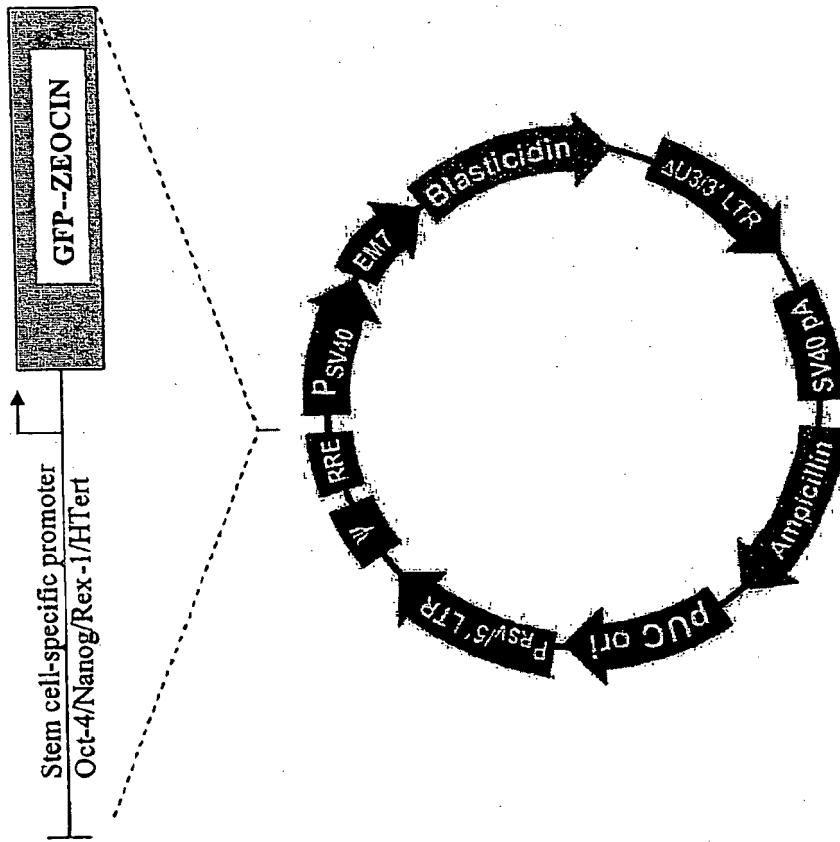 Stem cell-specific promoter
Oct-4/Nanog/Rex-1/HTert
GFP--ZEOCIN
PSV40
EM7
Blasticidin
ΔU3/3' LTR
SV40 pA
Ampicillin
pUC ori
PRSV/5' LTR
Ψ
RRE